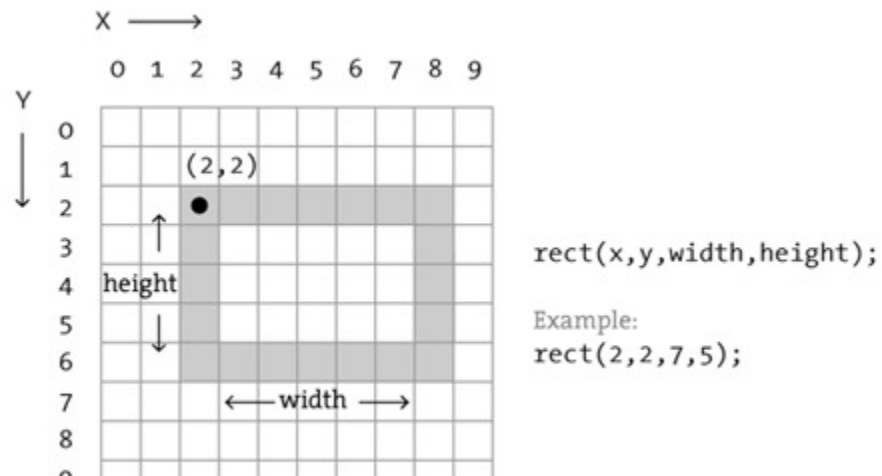 X
0 1 2 3 4 5 6 7 8 9
Y
0
1
(2,2)
2
3
rect(x,y,width,height);
4
height
5
Example:
6
rect(2,2,7,5);
7
width
8